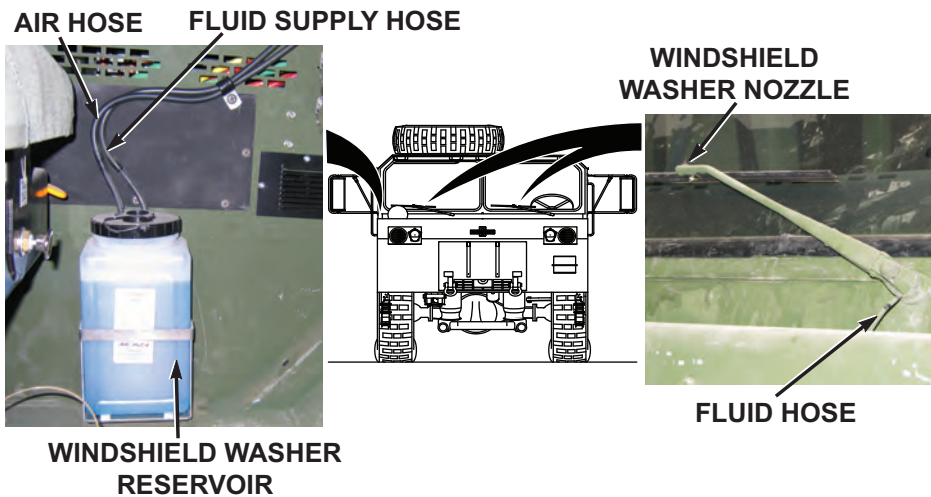 AIR HOSE
FLUID SUPPLY HOSE
WINDSHIELD
WASHER NOZZLE
FLUID HOSE
WINDSHIELD WASHER
RESERVOIR